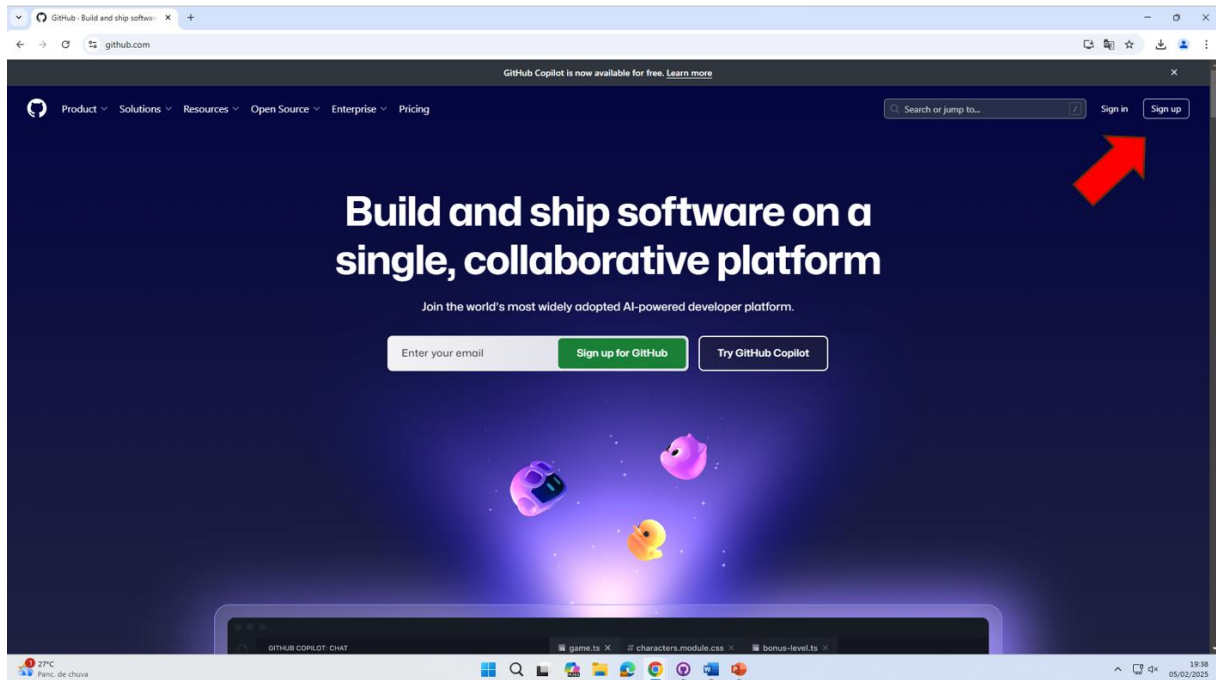 GitHub - Build and ship softwar
github.com
GitHub Copilot is now available for free. Learn more
Product Solutions Resources Open Source Enterprise Pricing Search or jump to... / Sign in Sign up
Build and ship software on a
single, collaborative platform
Join the world's most widely adopted AI-powered developer platform.
Enter your email Sign up for GitHub Try GitHub Copilot
GITHUB COPILOT: CHAT game.ts # characters.module.css bonus-level.ts
1 27°C 19:38
Panc. de chuva 05/02/2025